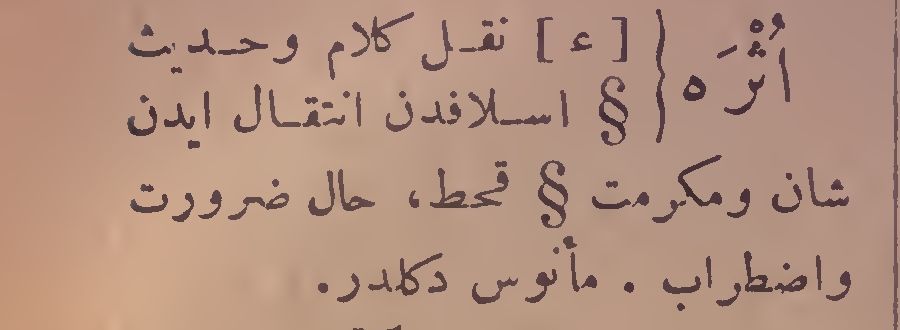 أُثْرَه } [ ء ] نقل كلام وحديث
§ اسلافدن انتقال ايدن
شان ومكرمت § قحط، حال ضرورت
واضطراب . مأنوس دكلدر.